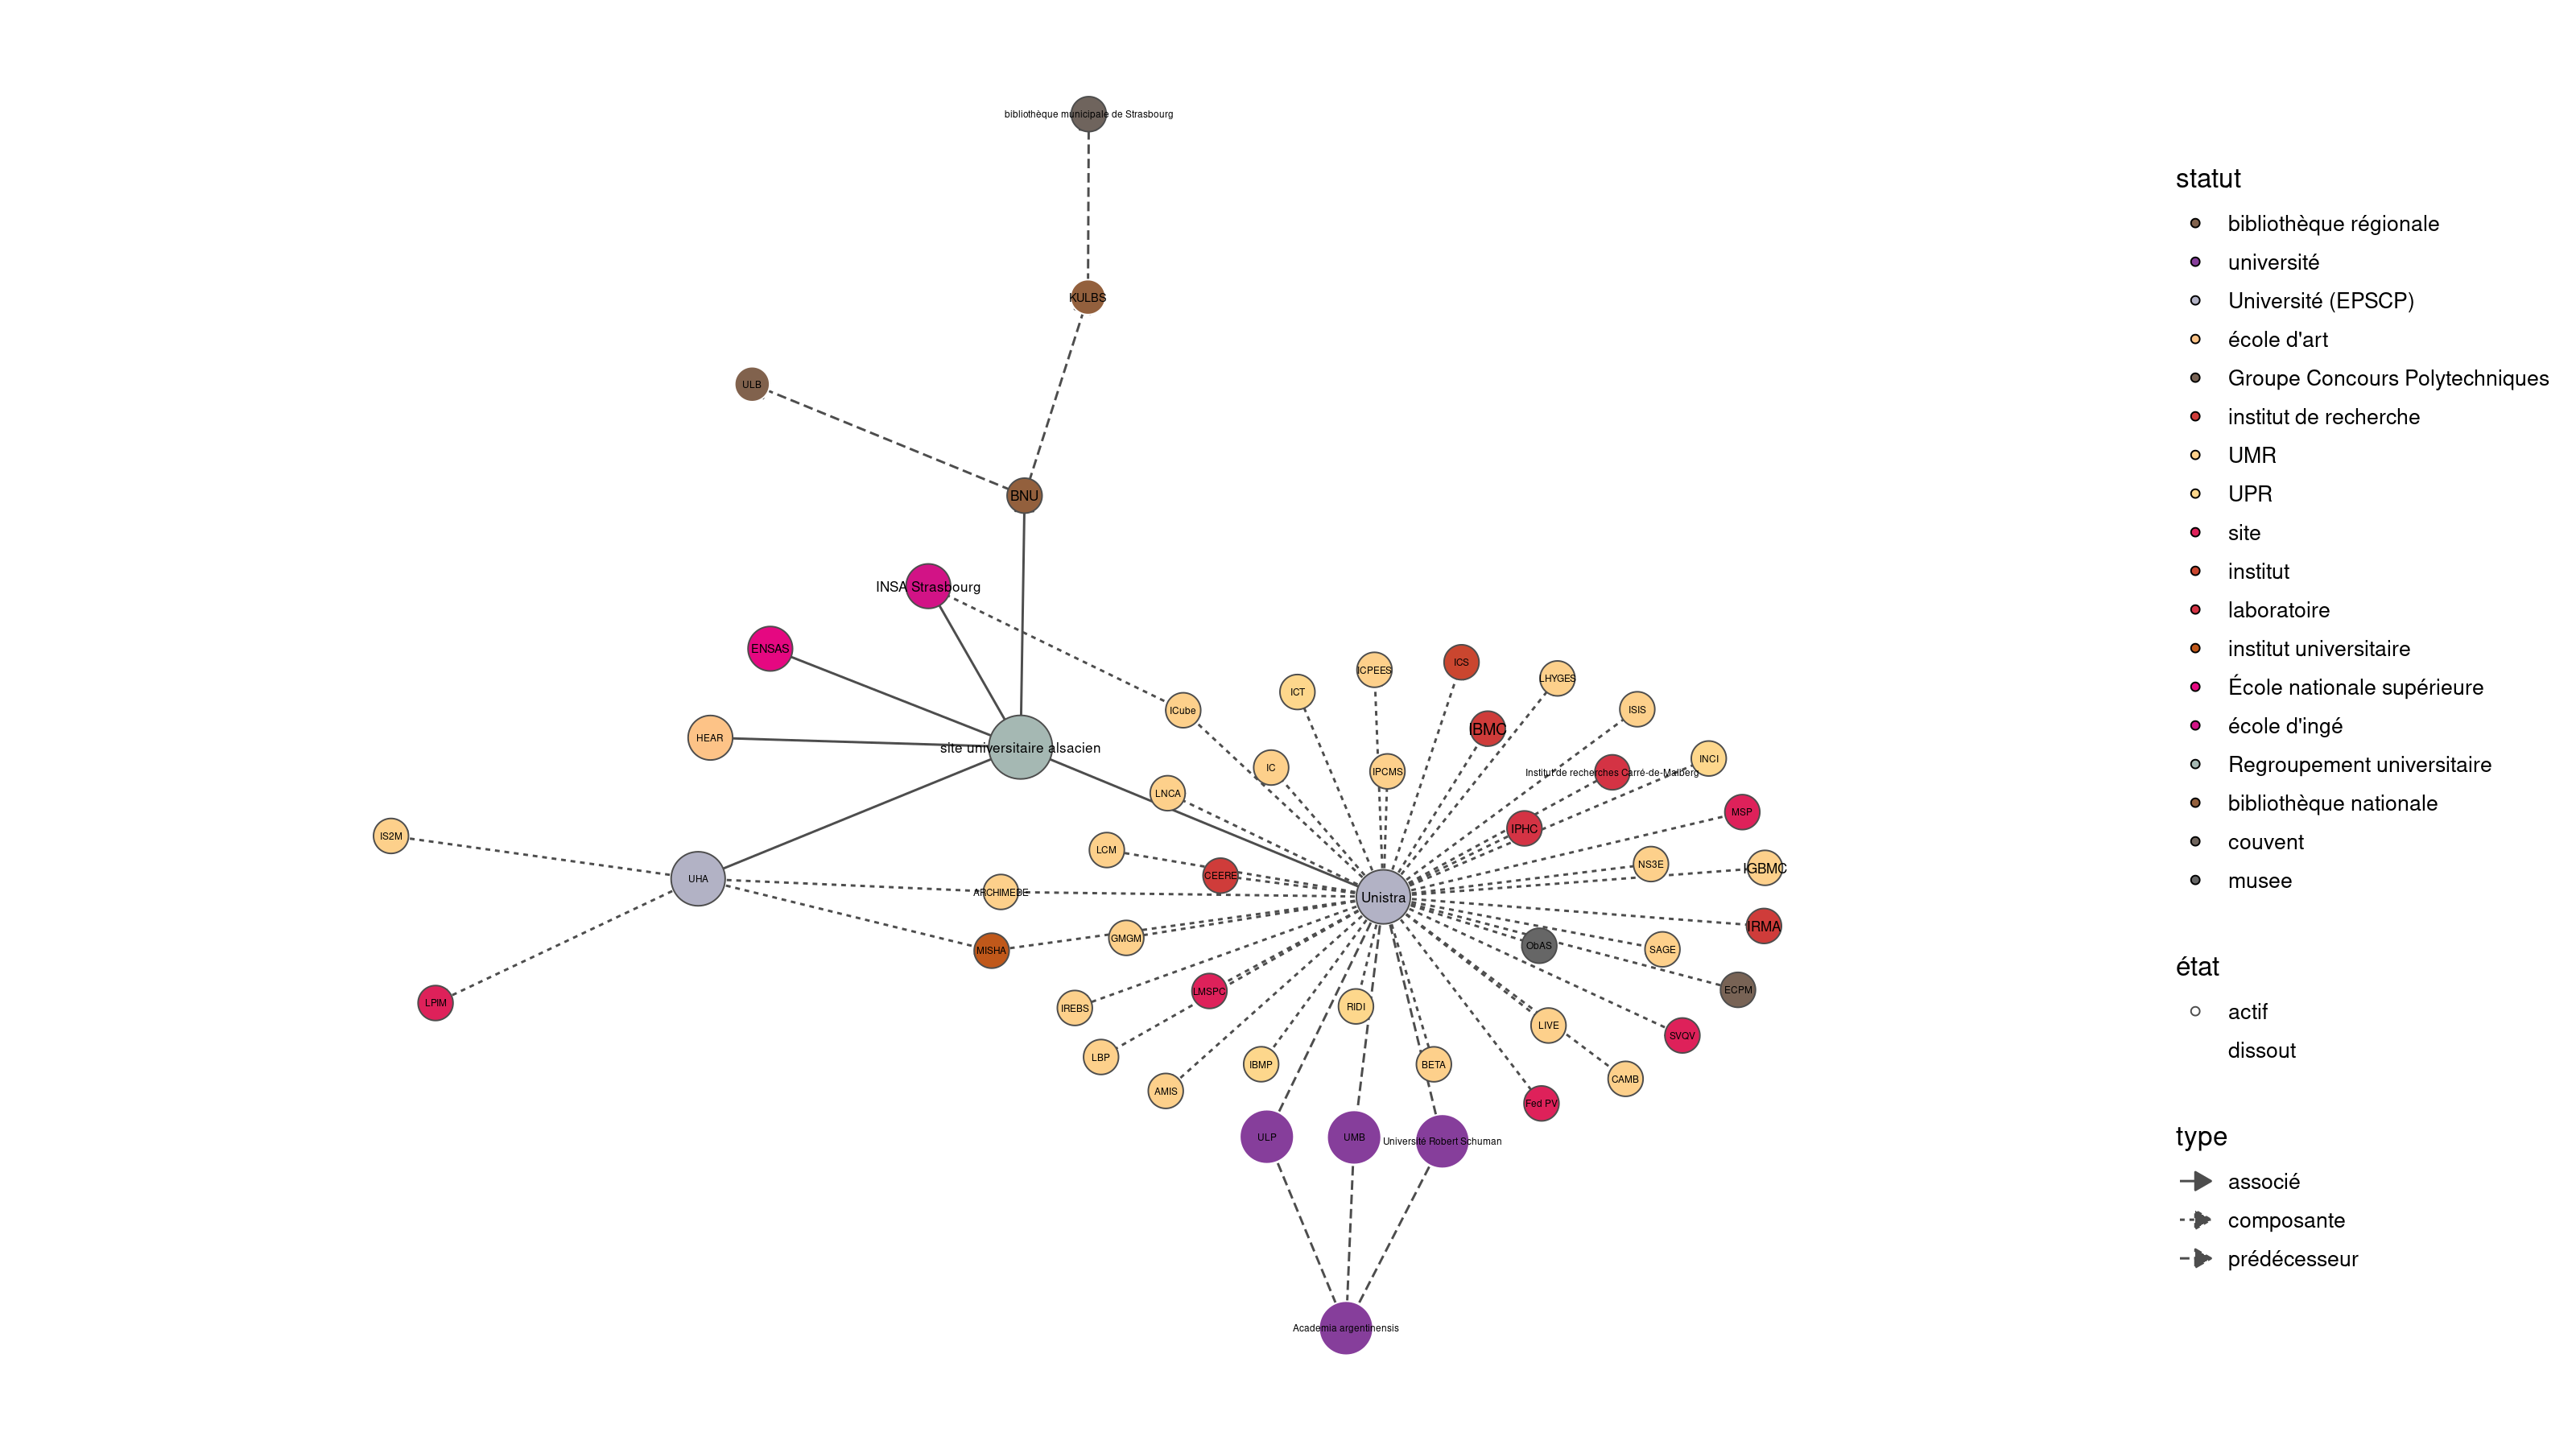 bibliothèque municipale de Strasbourg
KULBS
ULB
BNU
INSA Strasbourg
ENSAS
HEAR
site universitaire alsacien
ICube
ICT
ICPEES
ICS
LHYGES
ISIS
IBMC
IC
IPCMS
Institut de recherches Carré-de-Malberg
INCI
LNCA
MSP
IPHC
IS2M
LCM
CEERE
NS3E
IGBMC
UHA
ARCHIMEDE
Unistra
IRMA
MISHA
GMGM
ObAS
SAGE
LPIM
IREBS
LMSPC
RIDI
ECPM
LIVE
SVQV
LBP
IBMP
BETA
CAMB
AMIS
Fed PV
ULP
UMB
Université Robert Schuman
Academia argentinensis
statut
bibliothèque régionale
université
Université (EPSCP)
école d'art
Groupe Concours Polytechniques
institut de recherche
UMR
UPR
site
institut
laboratoire
institut universitaire
École nationale supérieure
école d'ingé
Regroupement universitaire
bibliothèque nationale
couvent
musee
état
actif
dissout
type
associé
composante
prédécesseur